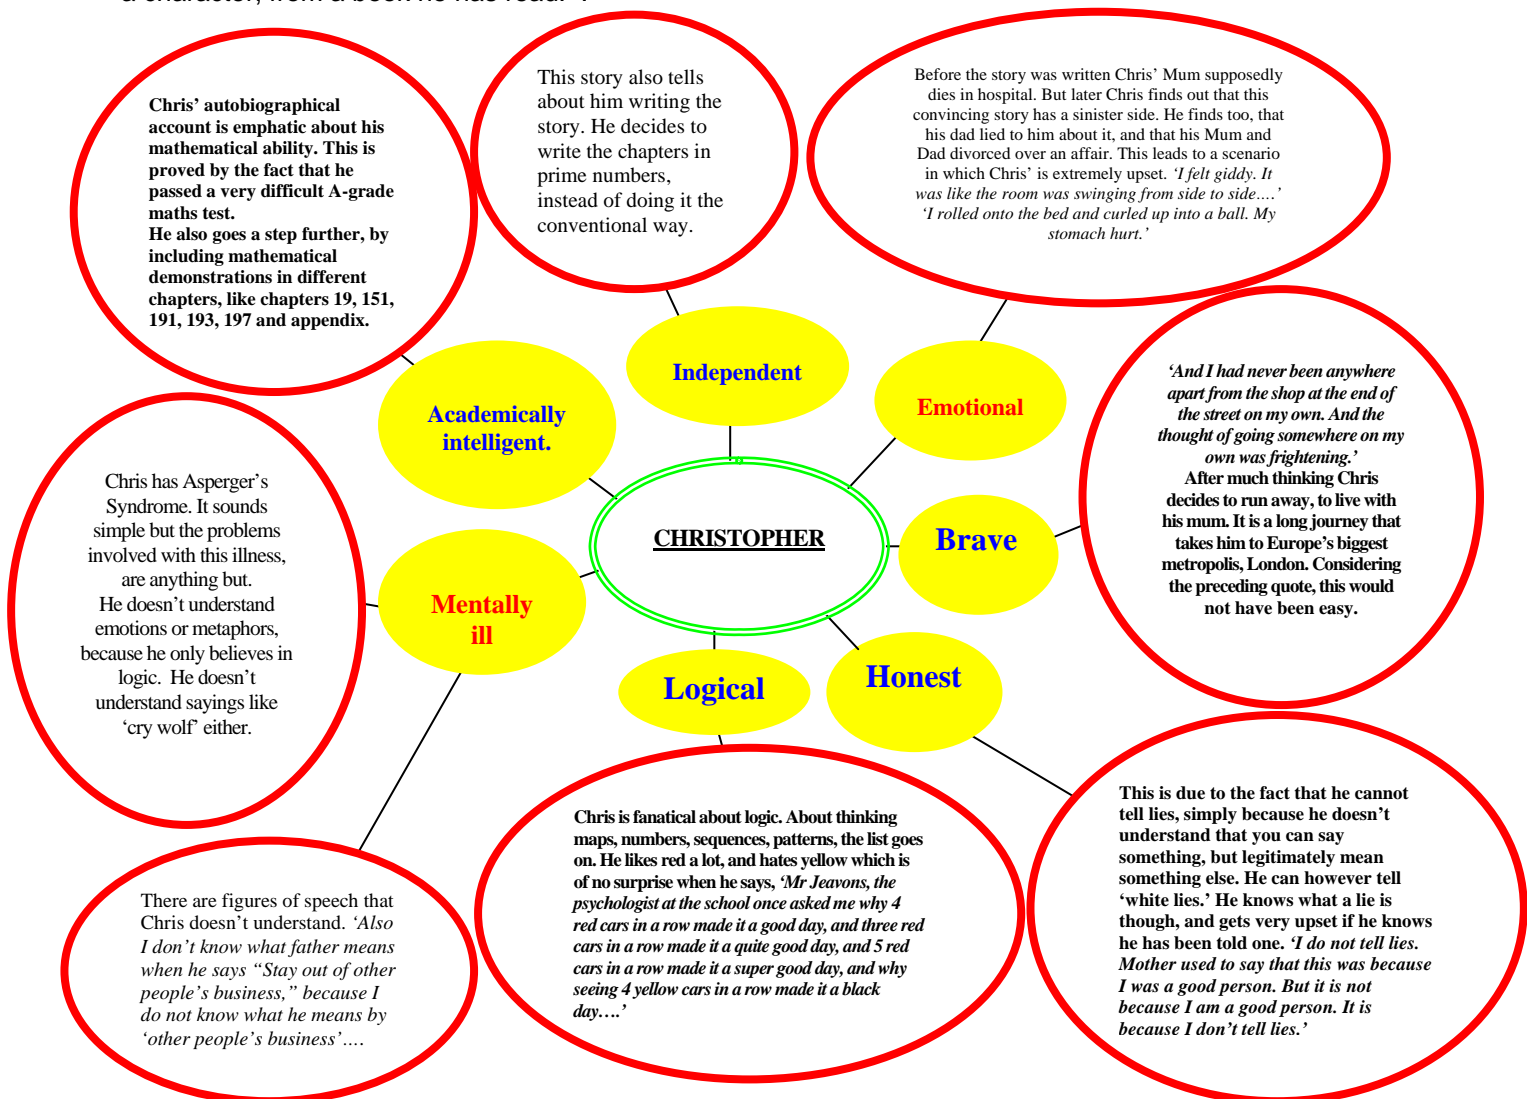 a character, from a book he has read.
Chris’ autobiographical
account is emphatic about his
mathematical ability. This is
proved by the fact that he
passed a very difficult A-grade
maths test.
He also goes a step further, by
including mathematical
demonstrations in different
chapters, like chapters 19, 151,
191, 193, 197 and appendix.
This story also tells
about him writing the
story. He decides to
write the chapters in
prime numbers,
instead of doing it the
conventional way.
Before the story was written Chris’ Mum supposedly
dies in hospital. But later Chris finds out that this
convincing story has a sinister side. He finds too, that
his dad lied to him about it, and that his Mum and
Dad divorced over an affair. This leads to a scenario
in which Chris’ is extremely upset. ‘I felt giddy. It
was like the room was swinging from side to side….’
‘I rolled onto the bed and curled up into a ball. My
stomach hurt.’
Independent
Academically
intelligent.
Emotional
‘And I had never been anywhere
apart from the shop at the end of
the street on my own. And the
thought of going somewhere on my
own was frightening.’
After much thinking Chris
decides to run away, to live with
his mum. It is a long journey that
takes him to Europe’s biggest
metropolis, London. Considering
the preceding quote, this would
not have been easy.
Chris has Asperger’s
Syndrome. It sounds
simple but the problems
involved with this illness,
are anything but.
He doesn’t understand
emotions or metaphors,
because he only believes in
logic. He doesn’t
understand sayings like
‘cry wolf’ either.
CHRISTOPHER
Brave
Mentally
ill
Logical
Honest
There are figures of speech that
Chris doesn’t understand. ‘Also
I don’t know what father means
when he says “Stay out of other
people’s business,” because I
do not know what he means by
‘other people’s business’….
Chris is fanatical about logic. About thinking
maps, numbers, sequences, patterns, the list goes
on. He likes red a lot, and hates yellow which is
of no surprise when he says, ‘Mr Jeavons, the
psychologist at the school once asked me why 4
red cars in a row made it a good day, and three red
cars in a row made it a quite good day, and 5 red
cars in a row made it a super good day, and why
seeing 4 yellow cars in a row made it a black
day….’
This is due to the fact that he cannot
tell lies, simply because he doesn’t
understand that you can say
something, but legitimately mean
something else. He can however tell
‘white lies.’ He knows what a lie is
though, and gets very upset if he knows
he has been told one. ‘I do not tell lies.
Mother used to say that this was because
I was a good person. But it is not
because I am a good person. It is
because I don’t tell lies.’